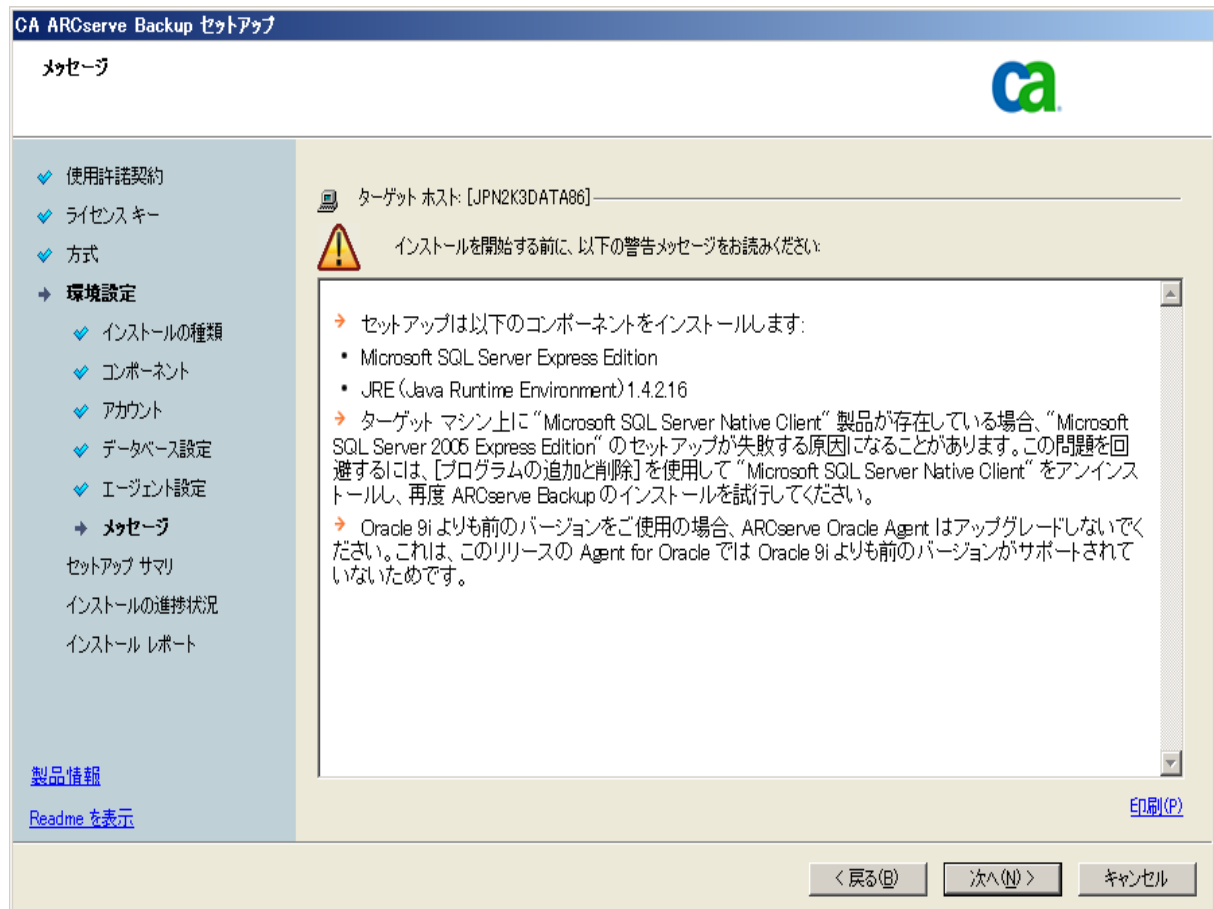 CA ARCserve Backup セットアップ
メッセージ
ca
使用許諾契約
ライセンス キー
方式
環境設定
インストールの種類
コンポーネント
アカウント
データベース設定
エージェント設定
メッセージ
セットアップ サマリ
インストールの進捗状況
インストール レポート
製品情報
Readme を表示
ターゲット ホスト: [JPN2K3DATA86]
インストールを開始する前に、以下の警告メッセージをお読みください:
セットアップは以下のコンポーネントをインストールします:
• Microsoft SQL Server Express Edition
• JRE (Java Runtime Environment) 1.4.2.16
ターゲット マシン上に "Microsoft SQL Server Native Client" 製品が存在している場合、"Microsoft
SQL Server 2005 Express Edition" のセットアップが失敗する原因になることがあります。この問題を回
避するには、[プログラムの追加と削除] を使用して "Microsoft SQL Server Native Client" をアンインス
トールし、再度 ARCserve Backup のインストールを試行してください。
Oracle 9i よりも前のバージョンをご使用の場合、ARCserve Oracle Agent はアップグレードしないでく
ださい。これは、このリリースの Agent for Oracle では Oracle 9i よりも前のバージョンがサポートされて
いないためです。
印刷(P)
< 戻る(B)
次へ(N) >
キャンセル